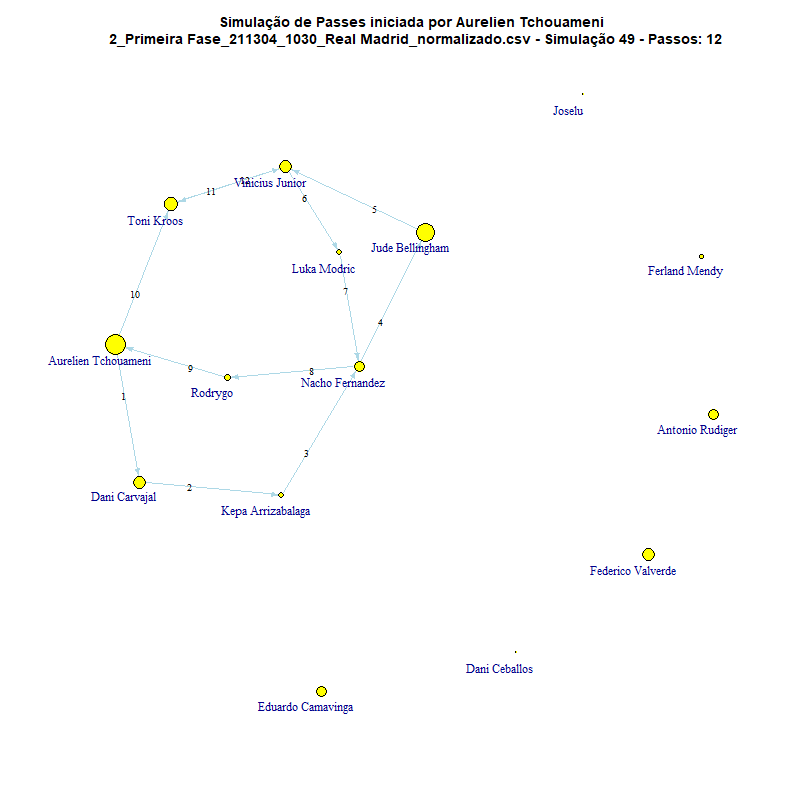 Simulação de Passes iniciada por Aurelien Tchouameni
2_Primeira Fase_211304_1030_Real Madrid_normalizado.csv - Simulação 49 - Passos: 12
Joselu
Vinicius Junior
12
11
6
5
Toni Kroos
Jude Bellingham
Luka Modric
Ferland Mendy
7
10
4
Aurelien Tchouameni
9
8
Rodrygo
Nacho Fernandez
1
Antonio Rudiger
3
2
Dani Carvajal
Kepa Arrizabalaga
Federico Valverde
Dani Ceballos
Eduardo Camavinga